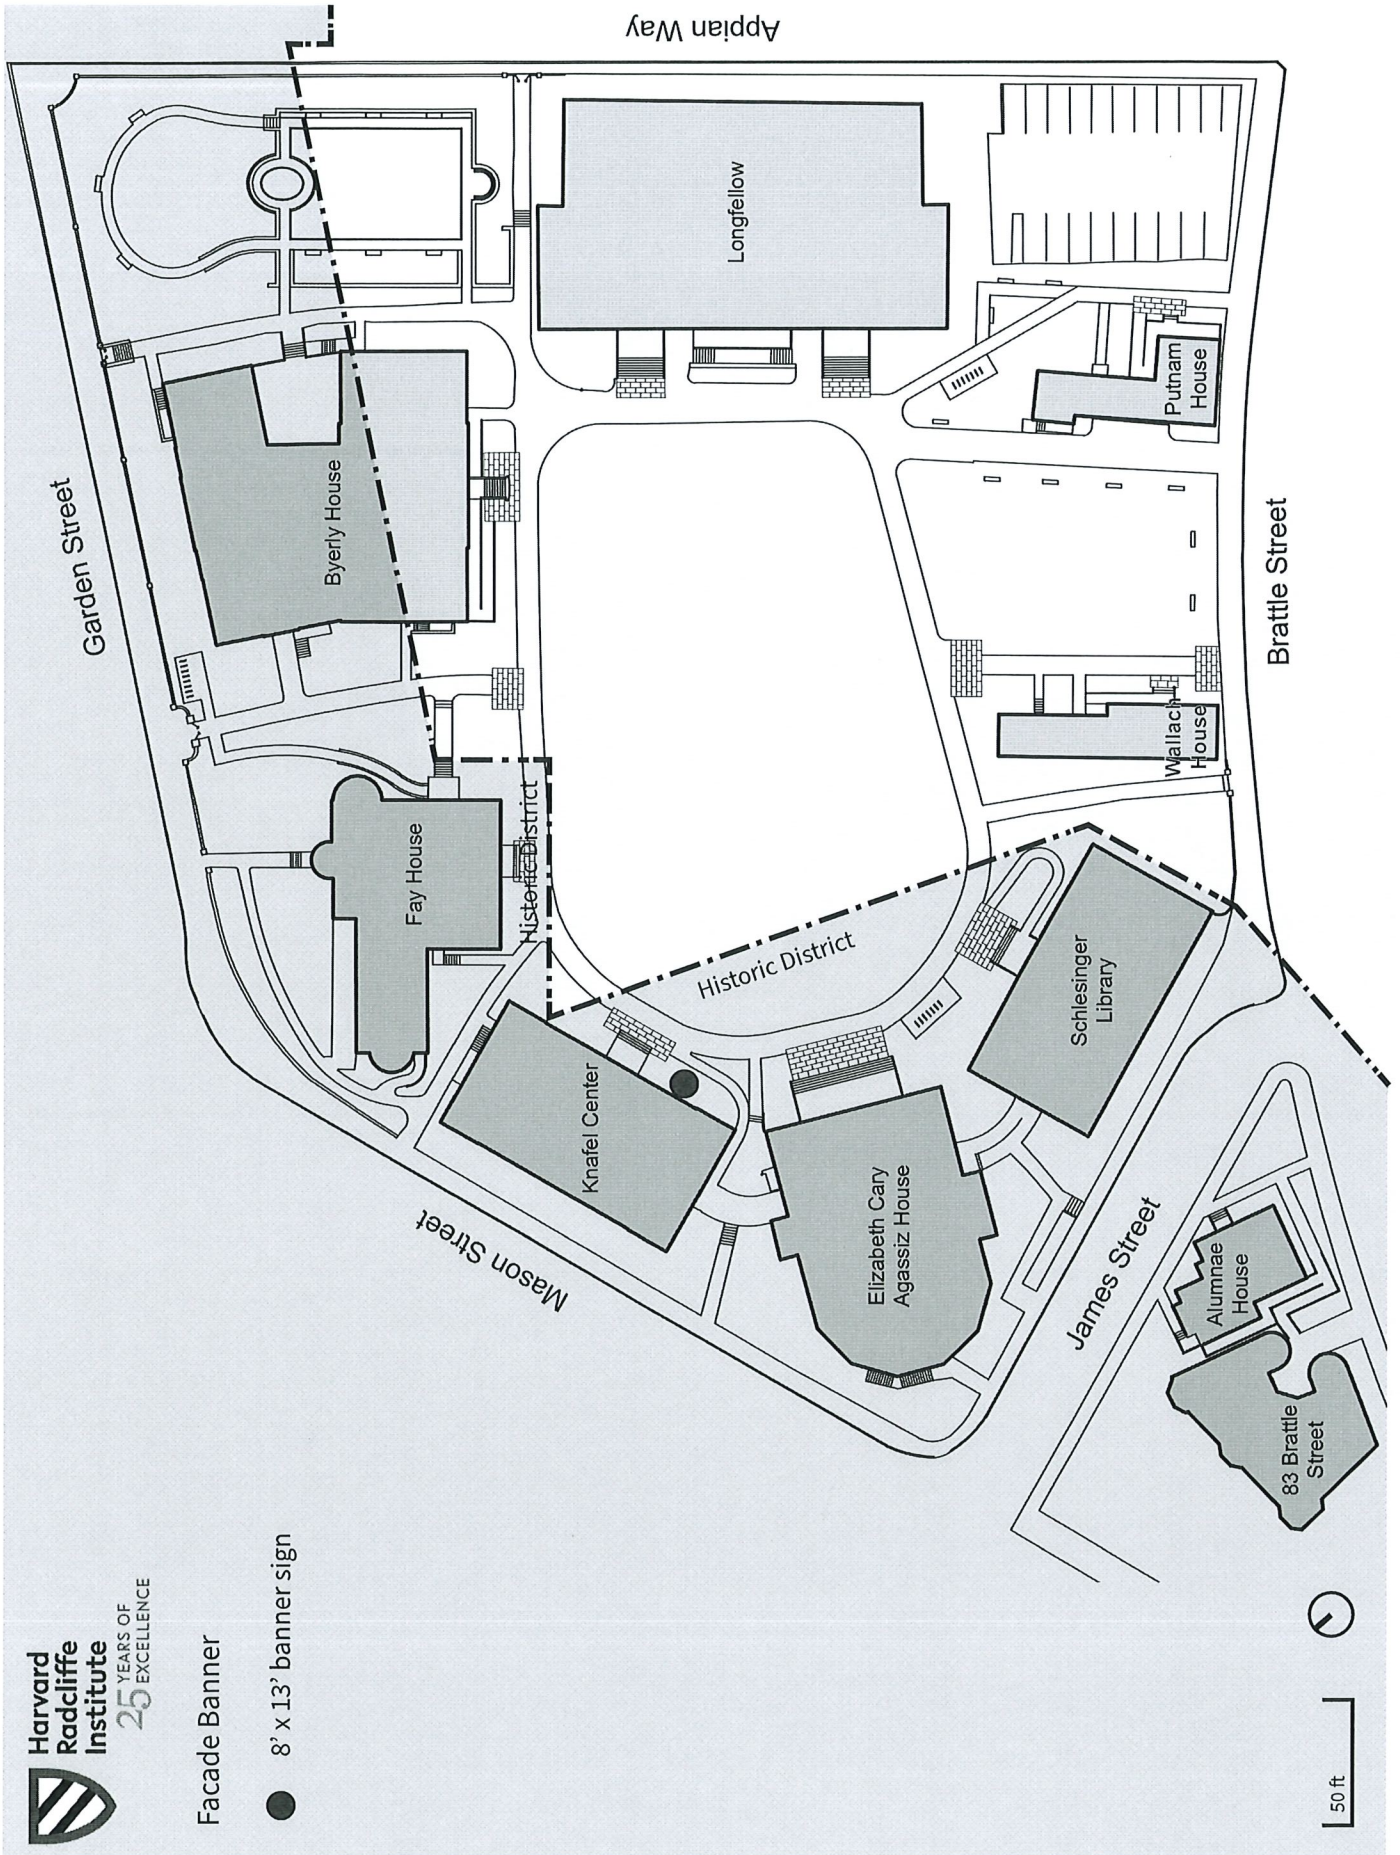 Harvard
Radcliffe
Institute
25 YEARS OF
EXCELLENCE
Facade Banner
8' x 13' banner sign
Garden Street
Appian Way
Mason Street
Brattle Street
James Street
Byerly House
Longfellow
Putnam
House
Wallach
House
Fay House
Historic District
Historic District
Knafel Center
Elizabeth Cary
Agassiz House
Schlesinger
Library
Alumnae
House
83 Brattle
Street
50 ft